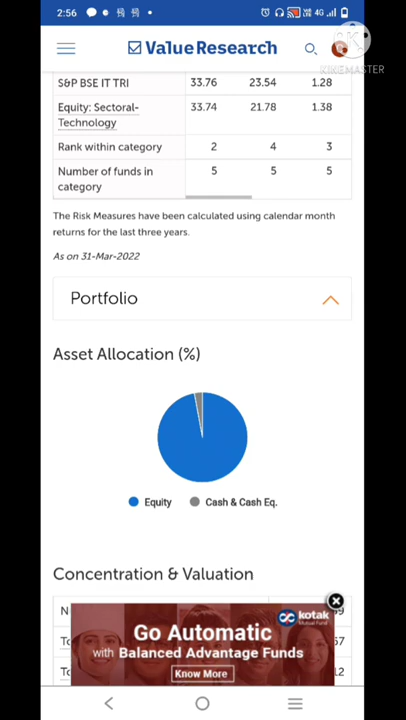 2:56
4G
ValueResearch
KINEMASTER
S&P BSE IT TRI 33.76 23.54 1.28
Equity: Sectoral-
Technology 33.74 21.78 1.38
Rank within category 2 4 3
Number of funds in
category 5 5 5
The Risk Measures have been calculated using calendar month
returns for the last three years.
As on 31-Mar-2022
Portfolio
Asset Allocation (%)
Equity Cash & Cash Eq.
Concentration & Valuation
kotak
Mutual Fund
Go Automatic
with Balanced Advantage Funds
Know More